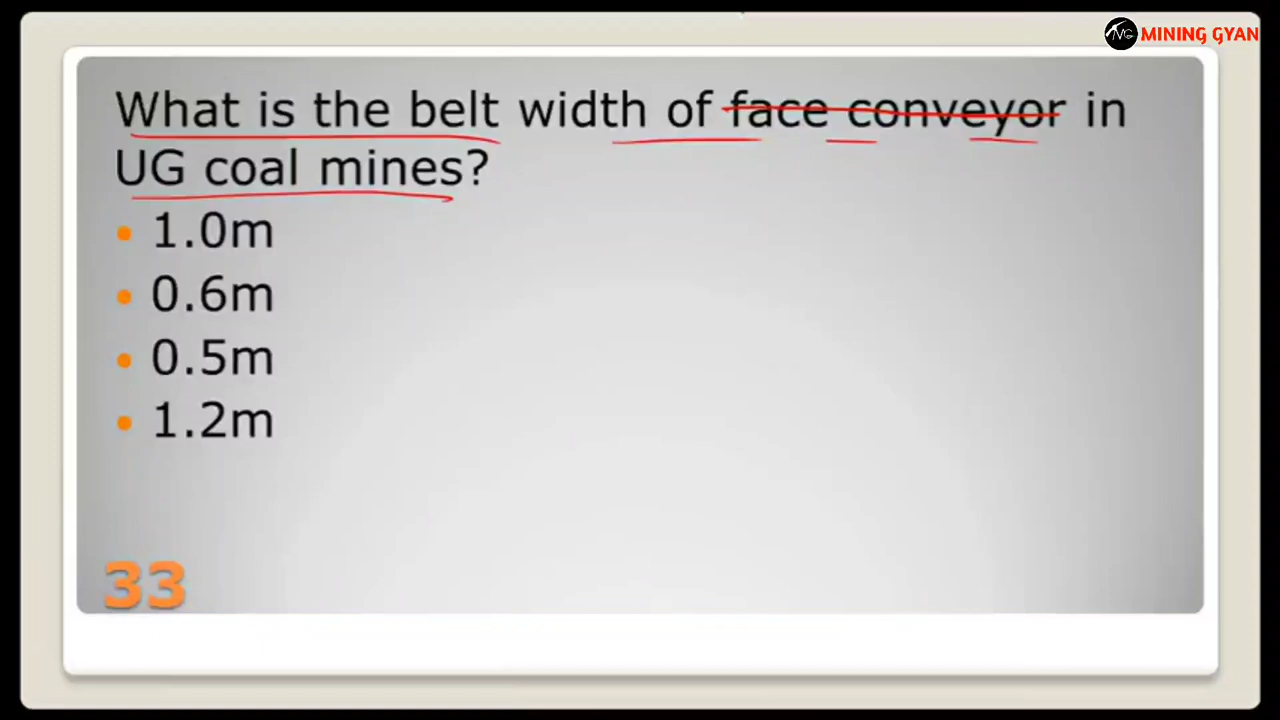 MINING GYAN
What is the belt width of face conveyor in
UG coal mines?
1.0m
0.6m
0.5m
1.2m
33